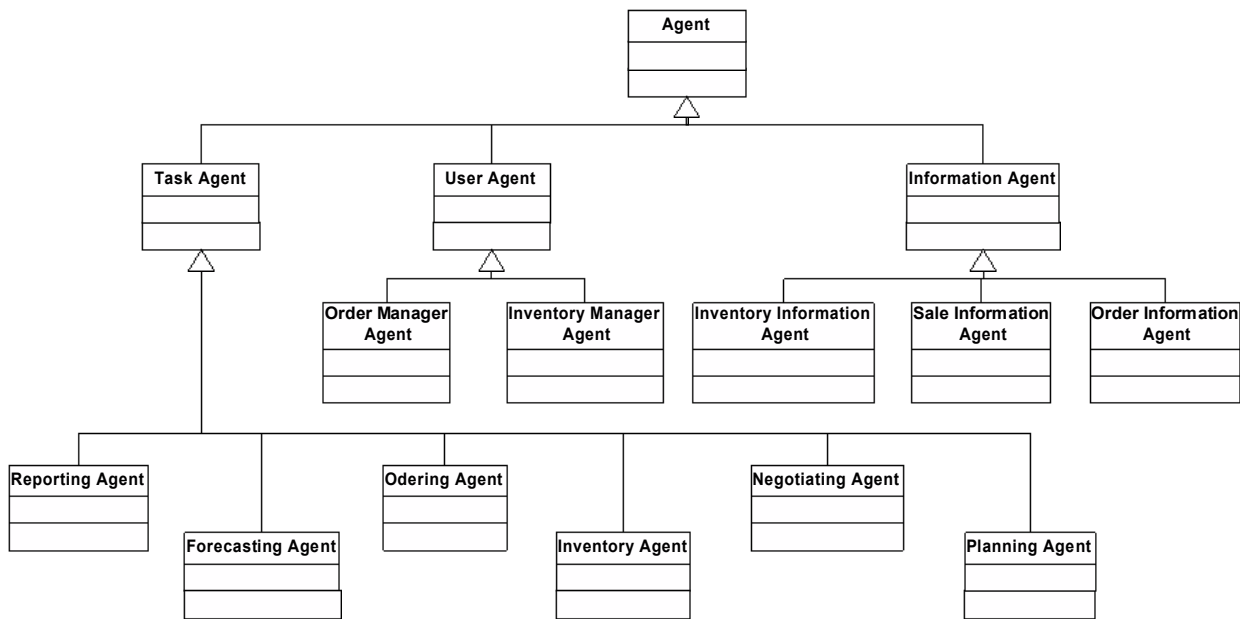 Agent
Task Agent
User Agent
Information Agent
Order Manager
Agent
Inventory Manager
Agent
Inventory Information
Agent
Sale Information
Agent
Order Information
Agent
Reporting Agent
Odering Agent
Negotiating Agent
Forecasting Agent
Inventory Agent
Planning Agent